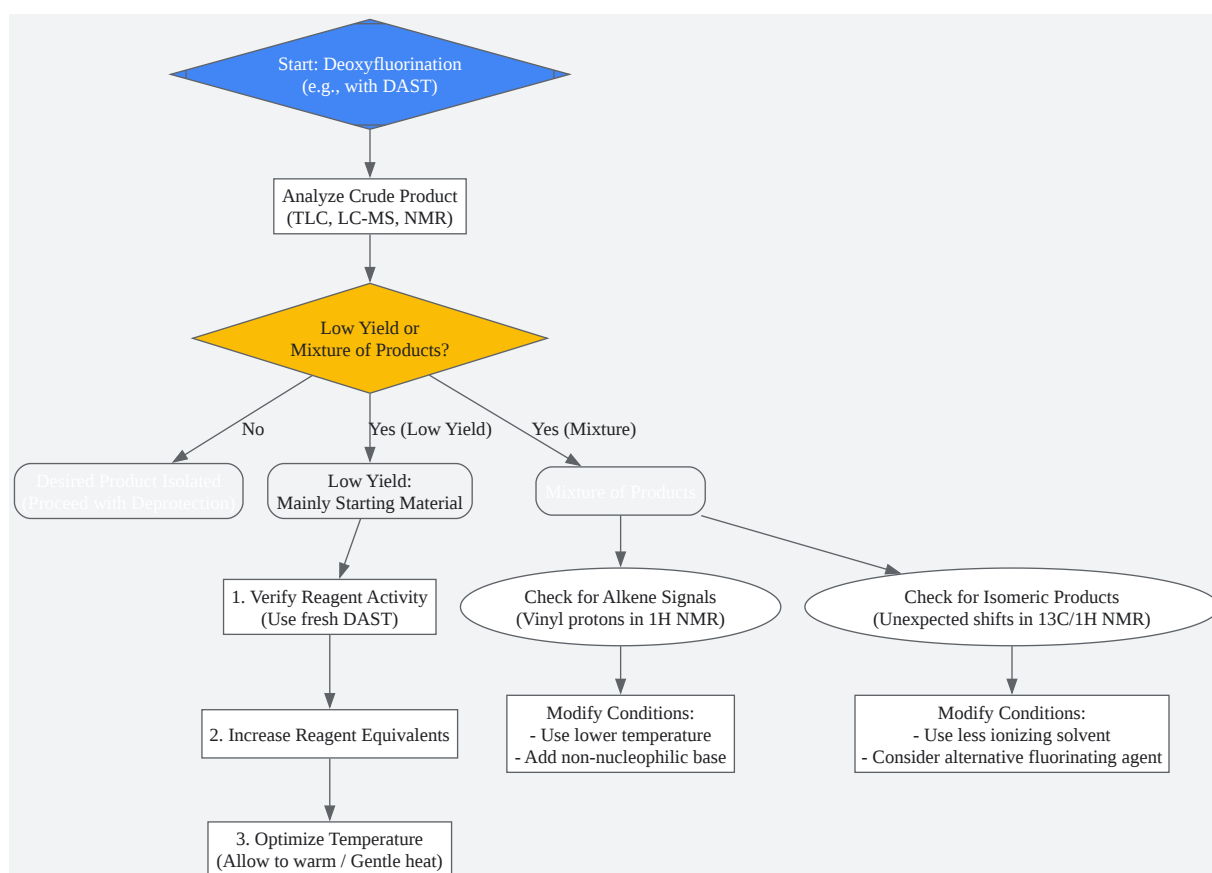 Start: Deoxyfluorination
(e.g., with DAST)
Analyze Crude Product
(TLC, LC-MS, NMR)
Low Yield or
Mixture of Products?
No
Yes (Low Yield)
Yes (Mixture)
Desired Product Isolated
(Proceed with Deprotection)
Low Yield:
Mainly Starting Material
Mixture of Products
1. Verify Reagent Activity
(Use fresh DAST)
Check for Alkene Signals
(Vinyl protons in 1H NMR)
Check for Isomeric Products
(Unexpected shifts in 13C/1H NMR)
2. Increase Reagent Equivalents
Modify Conditions:
- Use lower temperature
- Add non-nucleophilic base
Modify Conditions:
- Use less ionizing solvent
- Consider alternative fluorinating agent
3. Optimize Temperature
(Allow to warm / Gentle heat)